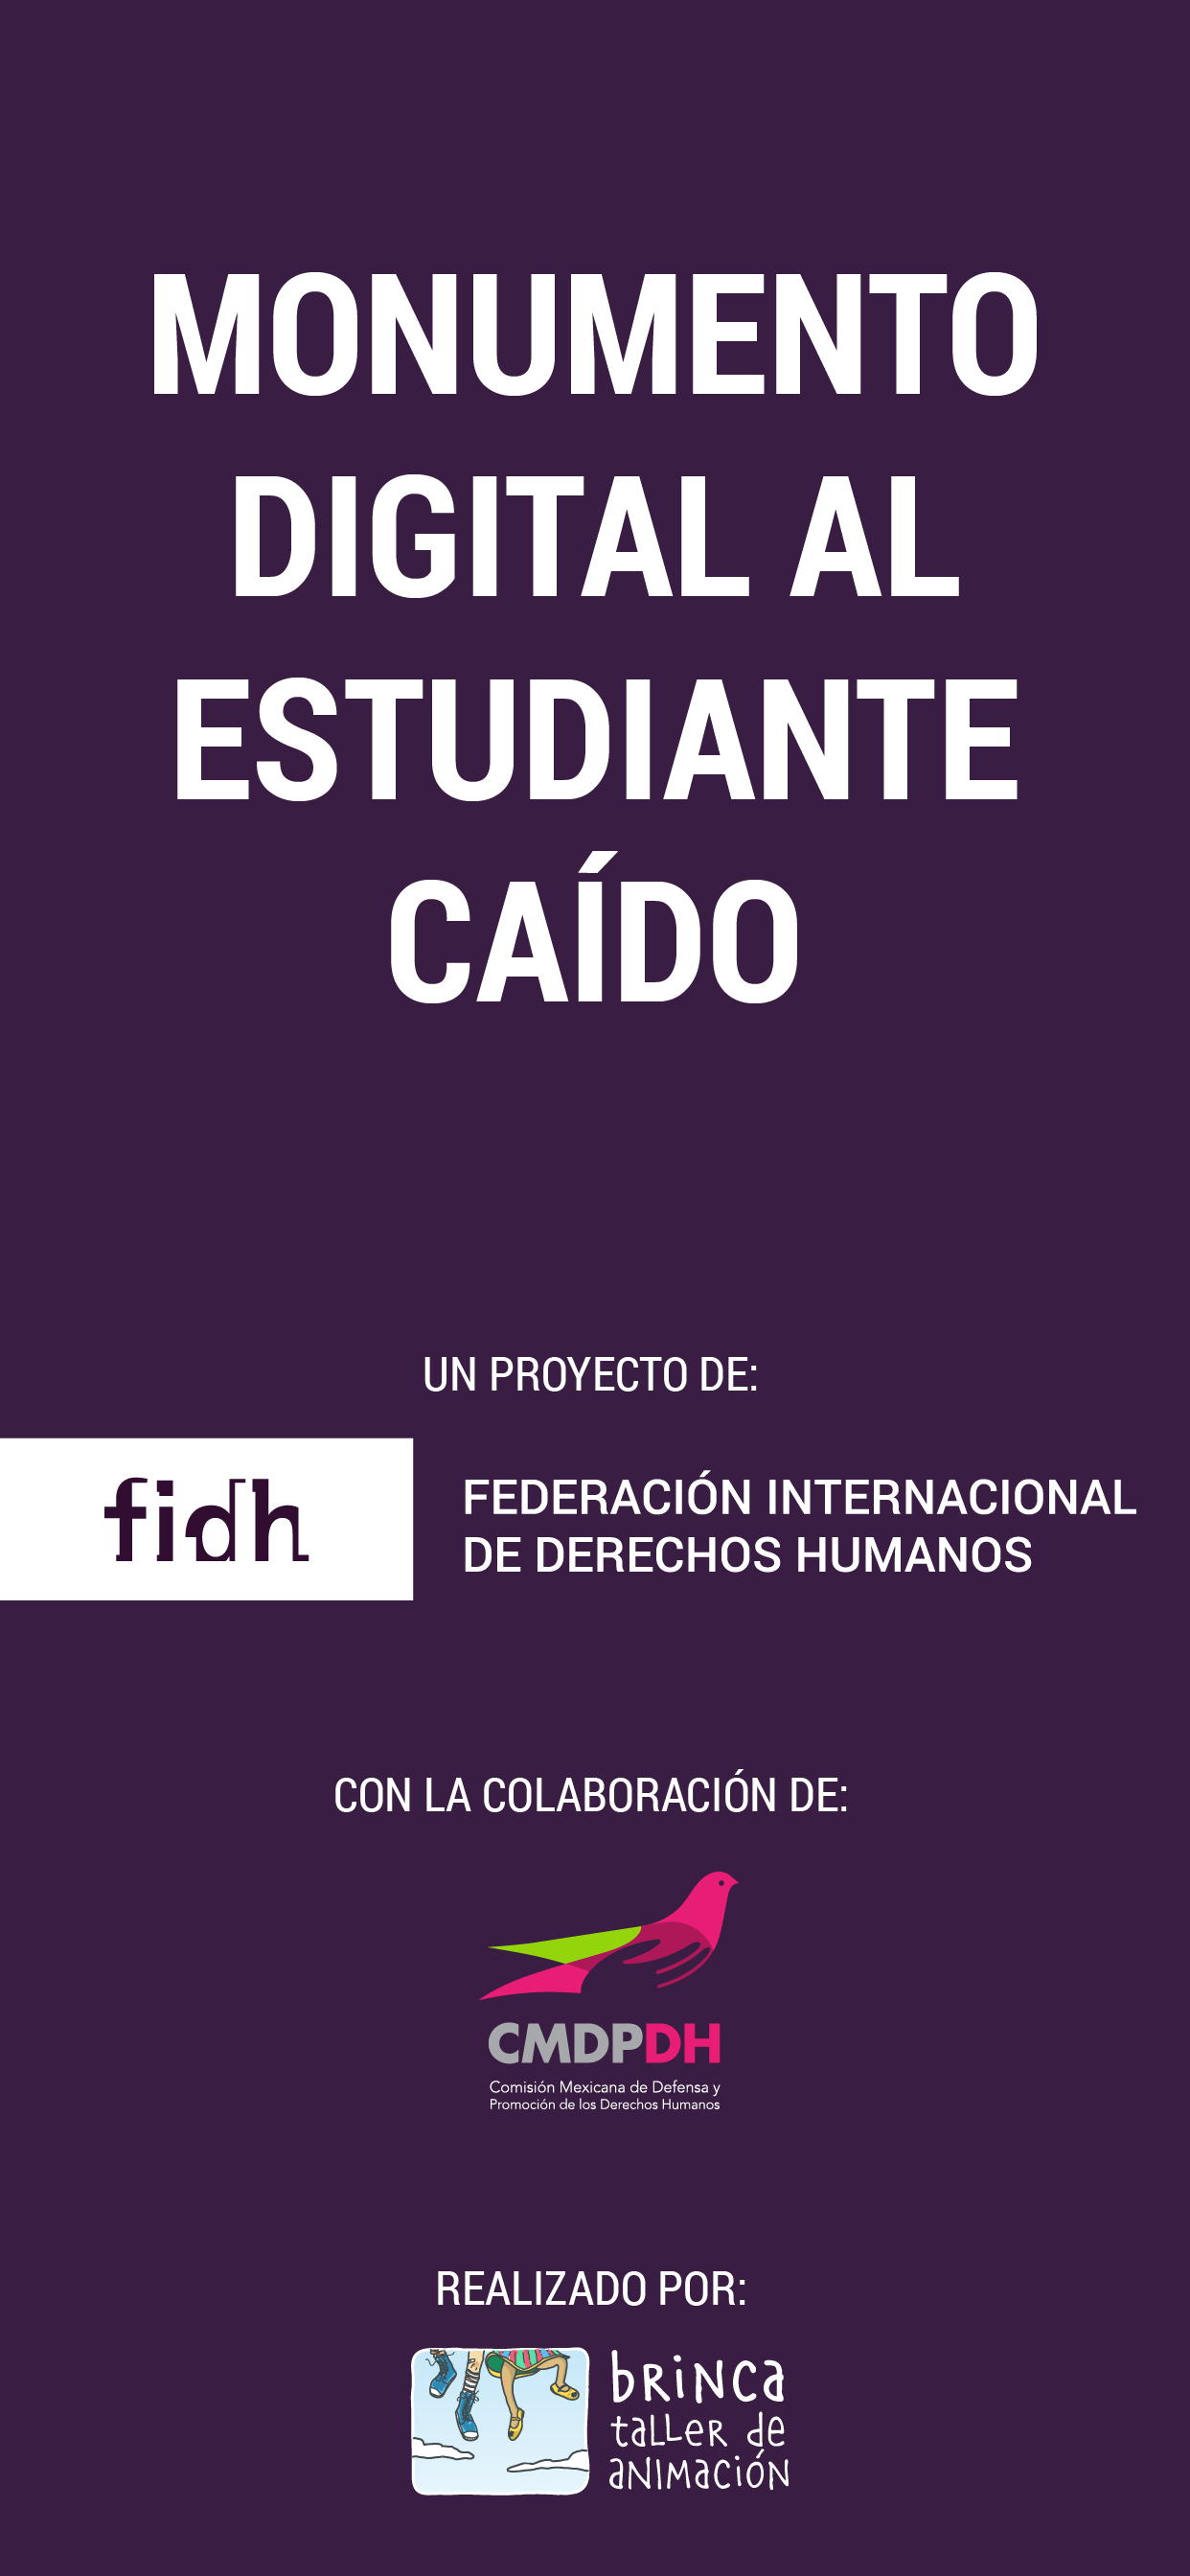 MONUMENTO
DIGITAL AL
ESTUDIANTE
CAÍDO
UN PROYECTO DE:
fidh
FEDERACIÓN INTERNACIONAL
DE DERECHOS HUMANOS
CON LA COLABORACIÓN DE:
CMDPDH
Comisión Mexicana de Defensa y
Promoción de los Derechos Humanos
REALIZADO POR:
brinca
taller de
animación